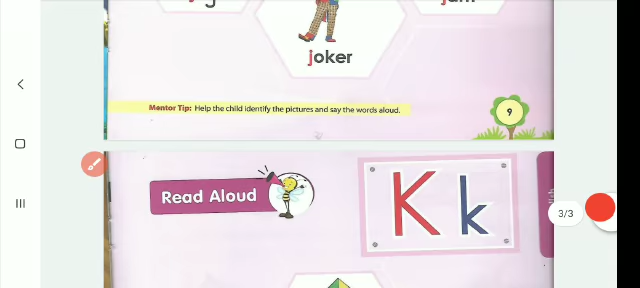 joker
Mentor Tip: Help the child identify the pictures and say the words aloud.
9
Read Aloud
K k
3/3